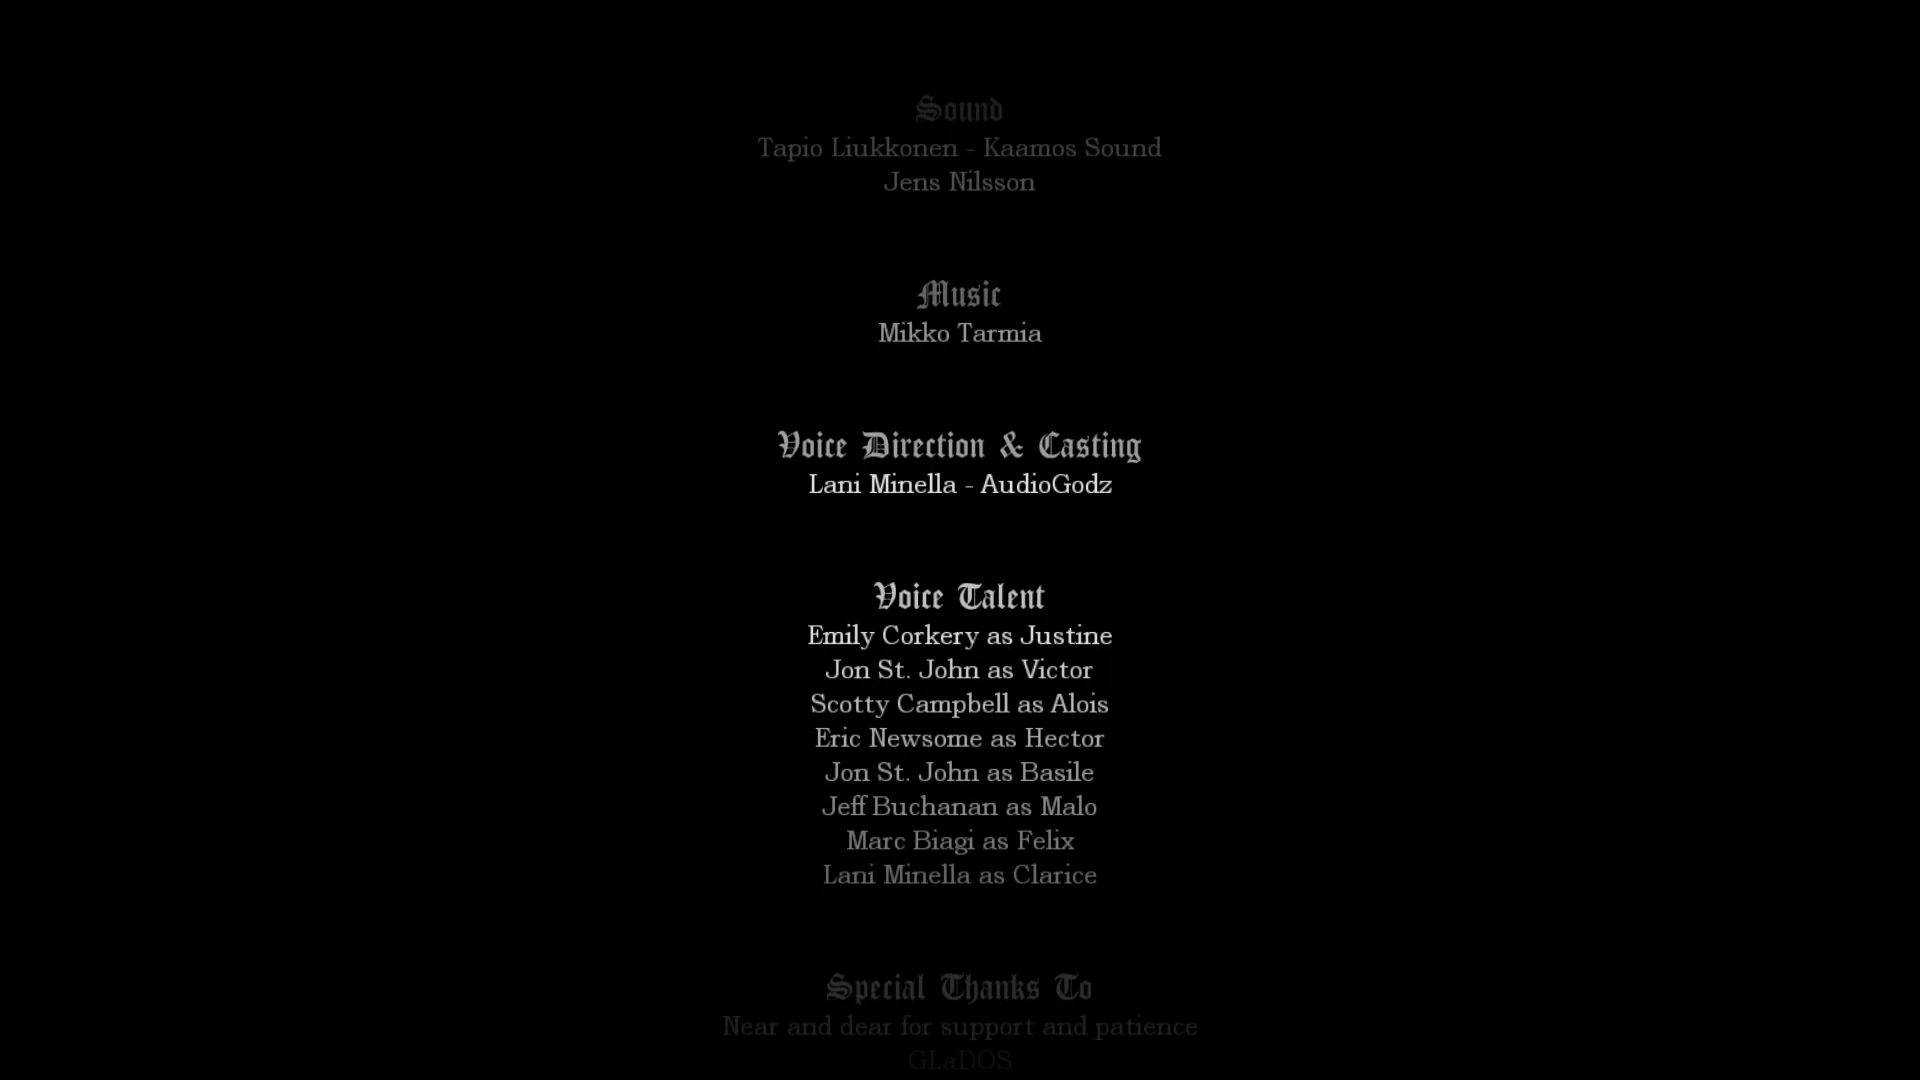 Sound
Tapio Liukkonen - Kaamos Sound
Jens Nilsson
Music
Mikko Tarmia
Voice Direction & Casting
Lani Minella - AudioGodz
Voice Talent
Emily Corkery as Justine
Jon St. John as Victor
Scotty Campbell as Alois
Eric Newsome as Hector
Jon St. John as Basile
Jeff Buchanan as Malo
Marc Biagi as Felix
Lani Minella as Clarice
Special Thanks To
Near and dear for support and patience
GLaDOS